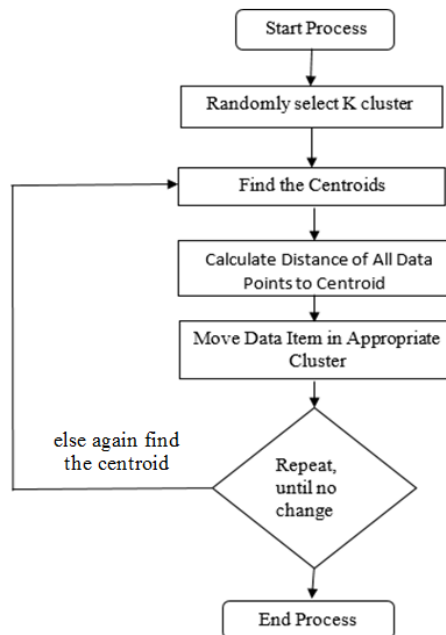 Start Process
Randomly select K cluster
Find the Centroids
Calculate Distance of All Data
Points to Centroid
Move Data Item in Appropriate
Cluster
else again find
the centroid
Repeat,
until no
change
End Process